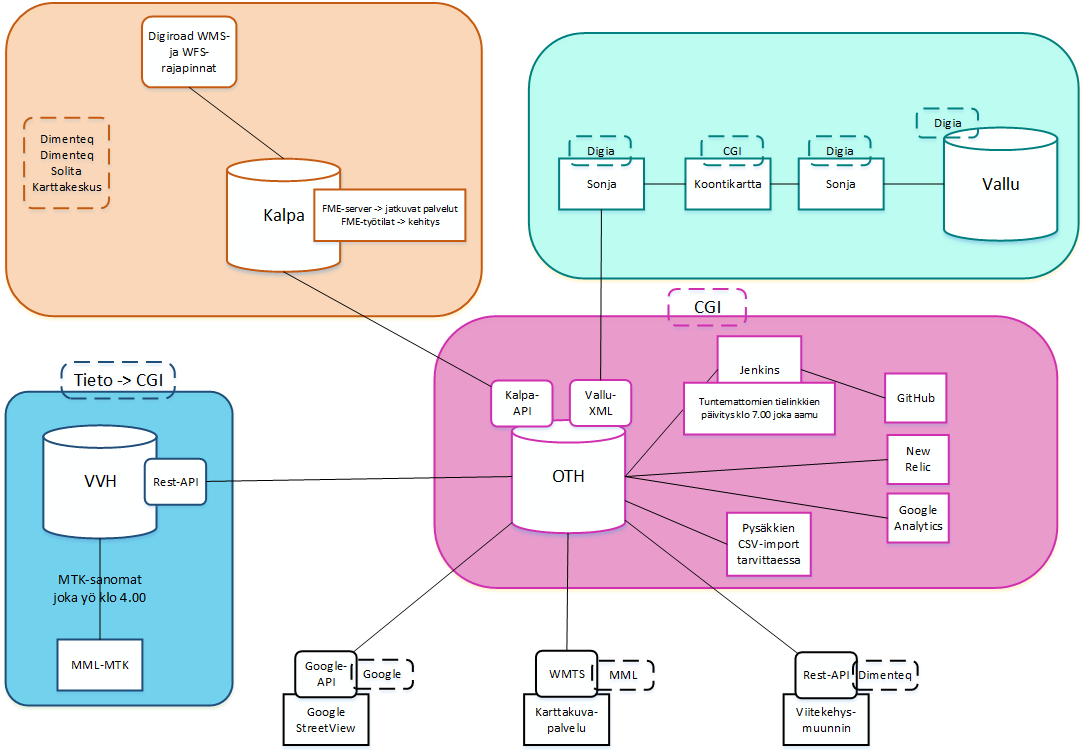 Digiroad WMS-
ja WFS-
rajapinnat
Dimenteq
Dimenteq
Solita
Karttakeskus
Kalpa
FME-server -> jatkuvat palvelut
FME-työtilat -> kehitys
Digia
Sonja
CGI
Koontikartta
Digia
Sonja
Digia
Vallu
CGI
Kalpa-
API
Vallu-
XML
OTH
Jenkins
Tuntemattomien tielinkkien
päivitys klo 7.00 joka aamu
GitHub
New
Relic
Google
Analytics
Pysäkkien
CSV-import
tarvittaessa
Tieto -> CGI
VVH
Rest-API
MTK-sanomat
joka yö klo 4.00
MML-MTK
Google-
API
Google
Google
StreetView
WMTS
MML
Karttakuva-
palvelu
Rest-API
Dimenteq
Viitekehys-
muunnin